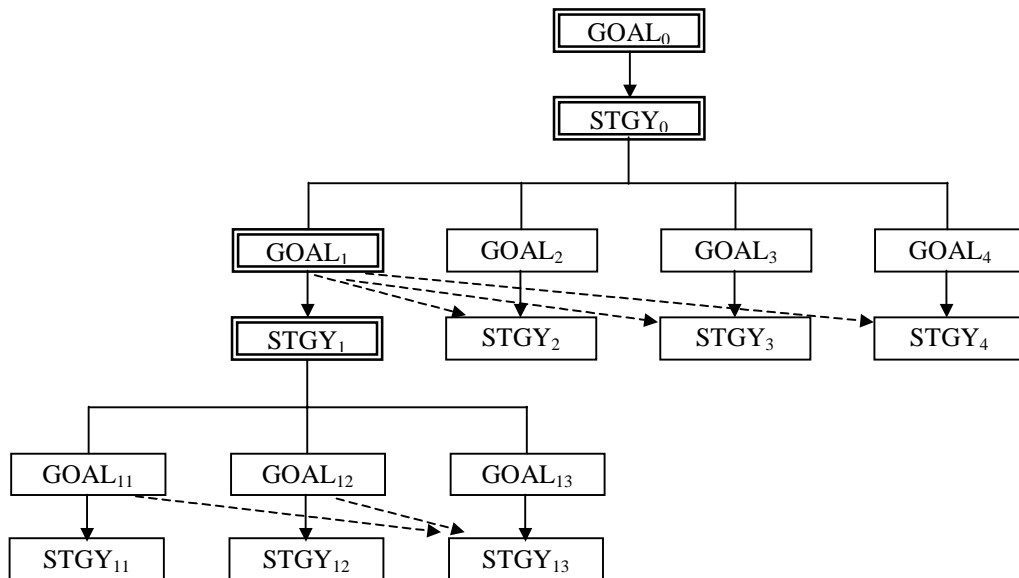 GOAL₀
STGY₀
GOAL₁ GOAL₂ GOAL₃ GOAL₄
STGY₁ STGY₂ STGY₃ STGY₄
GOAL₁₁ GOAL₁₂ GOAL₁₃
STGY₁₁ STGY₁₂ STGY₁₃